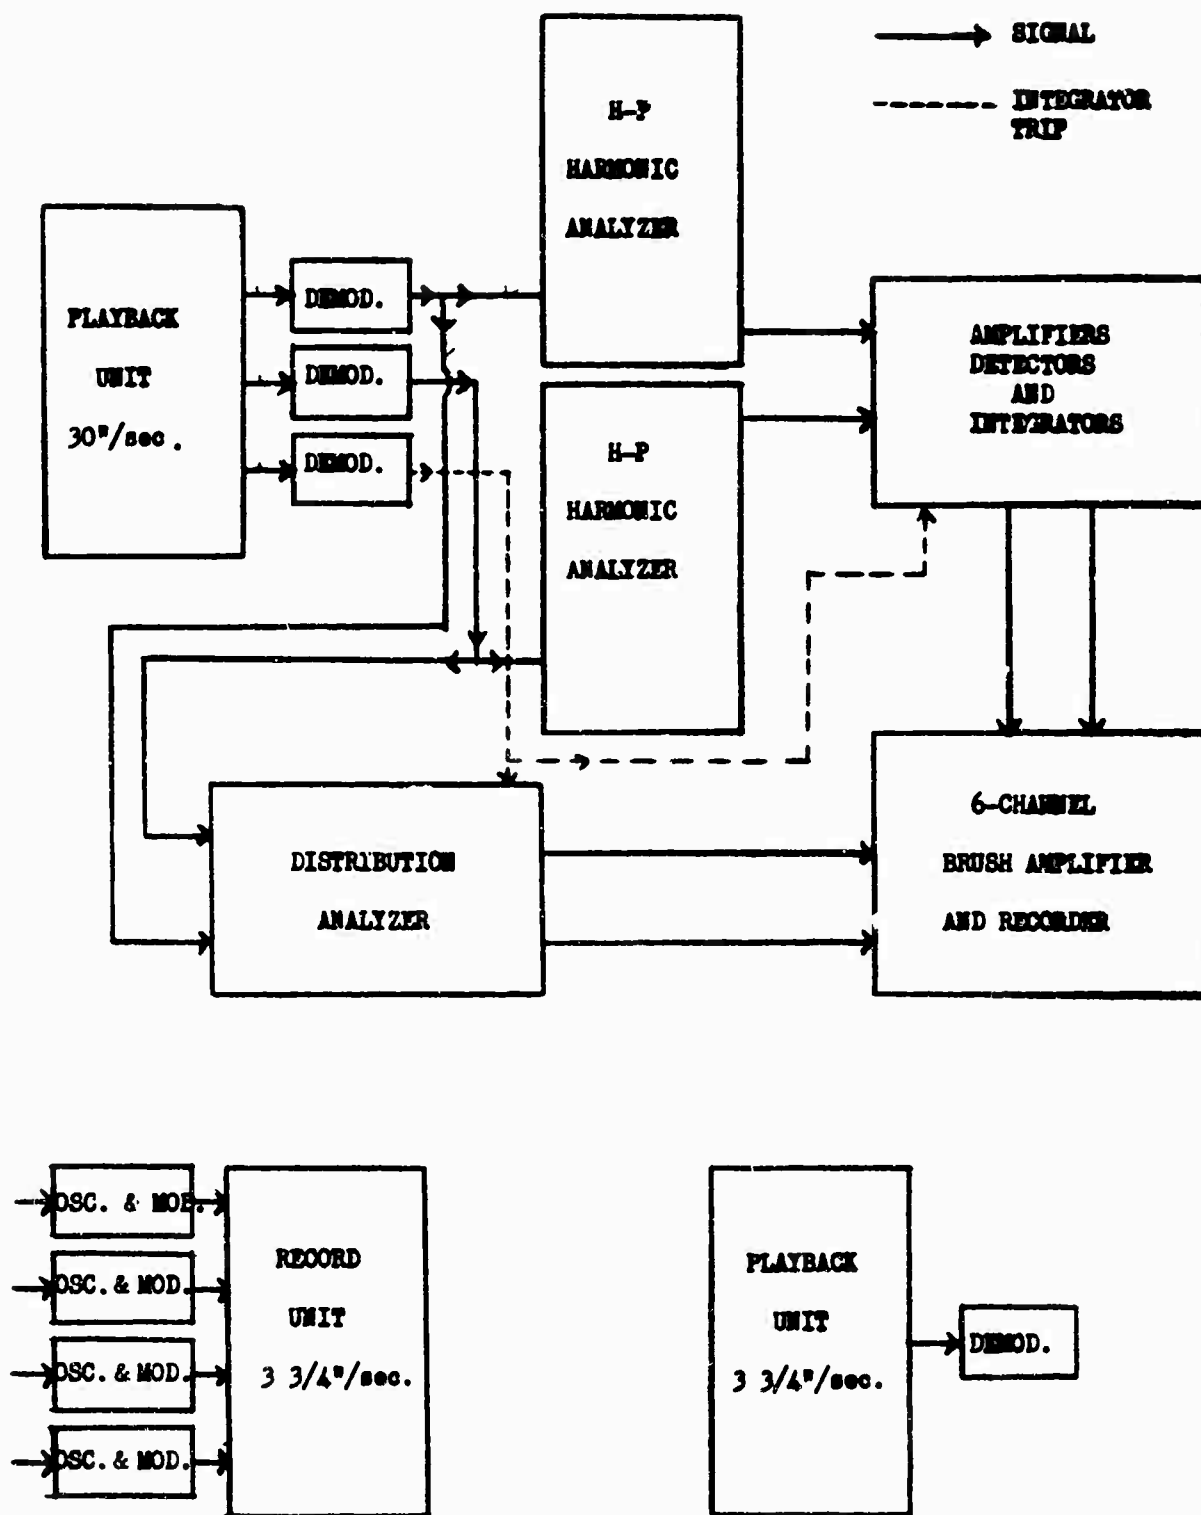 SIGNAL
INTEGRATOR
TRIP
H-P
HARMONIC
ANALYZER
PLAYBACK
UNIT
30"/sec.
DEMOD.
DEMOD.
DEMOD.
AMPLIFIERS
DETECTORS
AND
INTEGRATORS
H-P
HARMONIC
ANALYZER
DISTRIBUTION
ANALYZER
6-CHANNEL
BRUSH AMPLIFIER
AND RECORDER
OSC. & MOD.
OSC. & MOD.
OSC. & MOD.
OSC. & MOD.
RECORD
UNIT
3 3/4"/sec.
PLAYBACK
UNIT
3 3/4"/sec.
DEMOD.